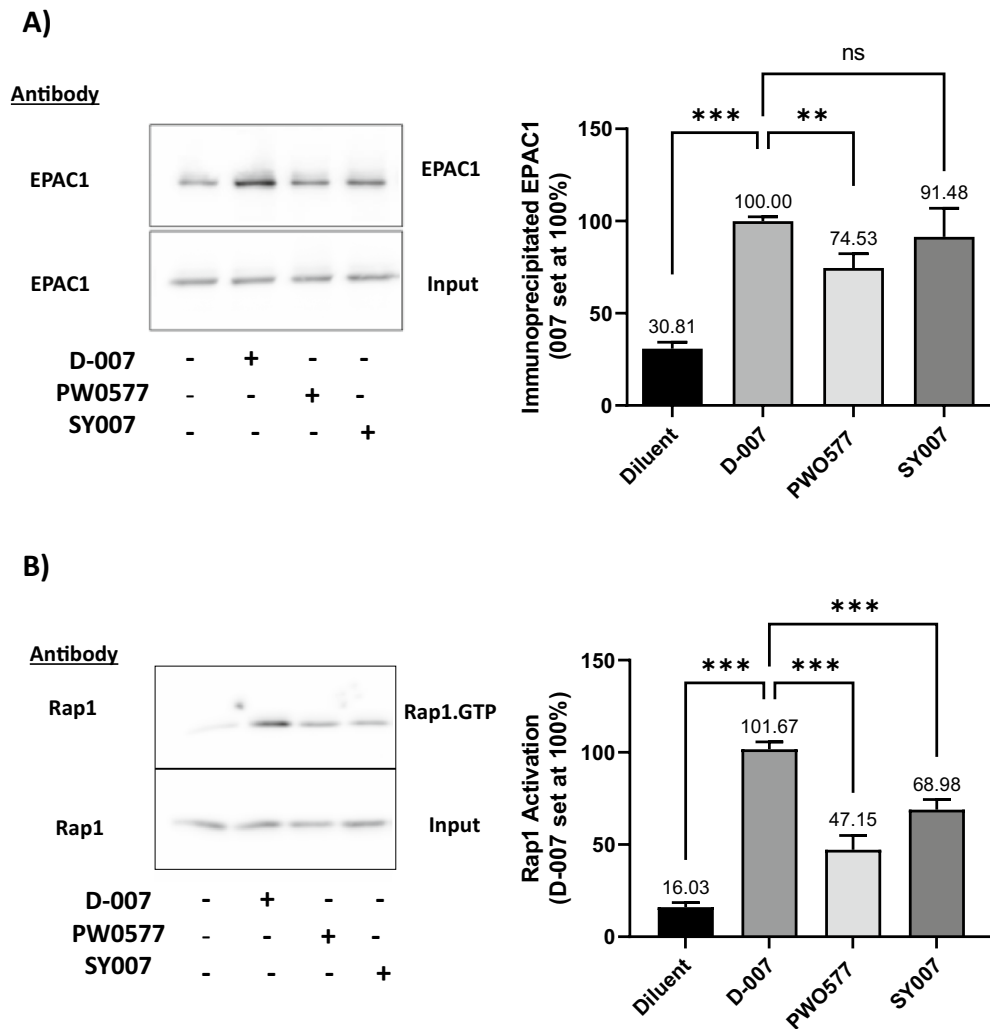 A)
Antibody
EPAC1
EPAC1
EPAC1
Input
D-007 - + - -
PW0577 - - + -
SY007 - - - +
ns
*** **
Immunoprecipitated EPAC1
(007 set at 100%)
150
100
50
0
30.81
100.00
74.53
91.48
Diluent
D-007
PWO577
SY007
B)
Antibody
Rap1
Rap1.GTP
Rap1
Input
D-007 - + - -
PW0577 - - + -
SY007 - - - +
***
*** ***
Rap1 Activation
(D-007 set at 100%)
150
100
50
0
16.03
101.67
47.15
68.98
Diluent
D-007
PWO577
SY007